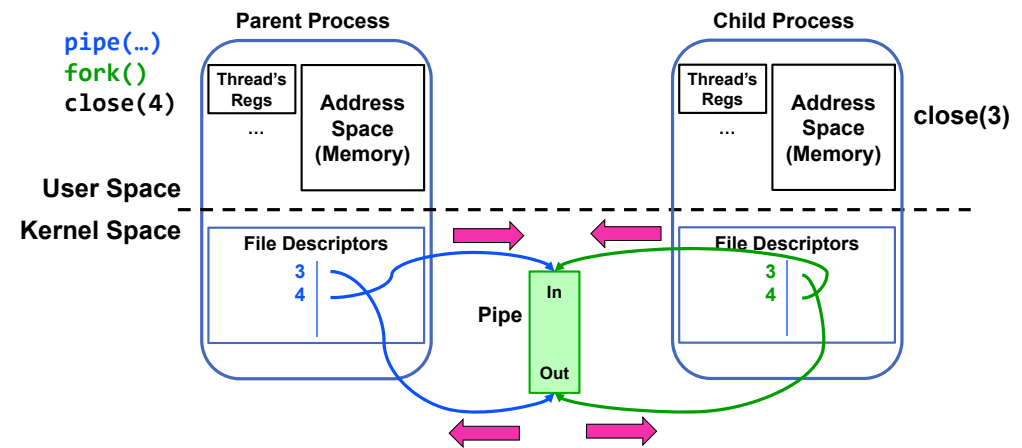 Parent Process
Child Process
pipe(…)
fork()
close(4)
Thread's
Regs
…
Address
Space
(Memory)
Thread's
Regs
…
Address
Space
(Memory)
close(3)
User Space
Kernel Space
File Descriptors
3
4
Pipe
In
Out
File Descriptors
3
4